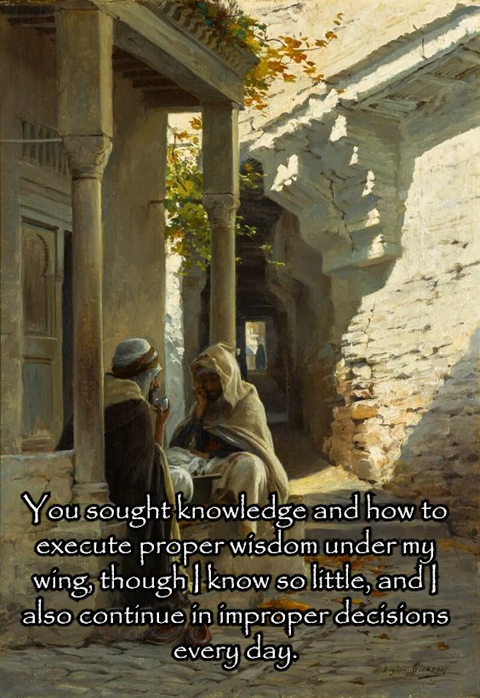 You sought knowledge and how to
execute proper wisdom under my
wing, though I know so little, and I
also continue in improper decisions
every day.